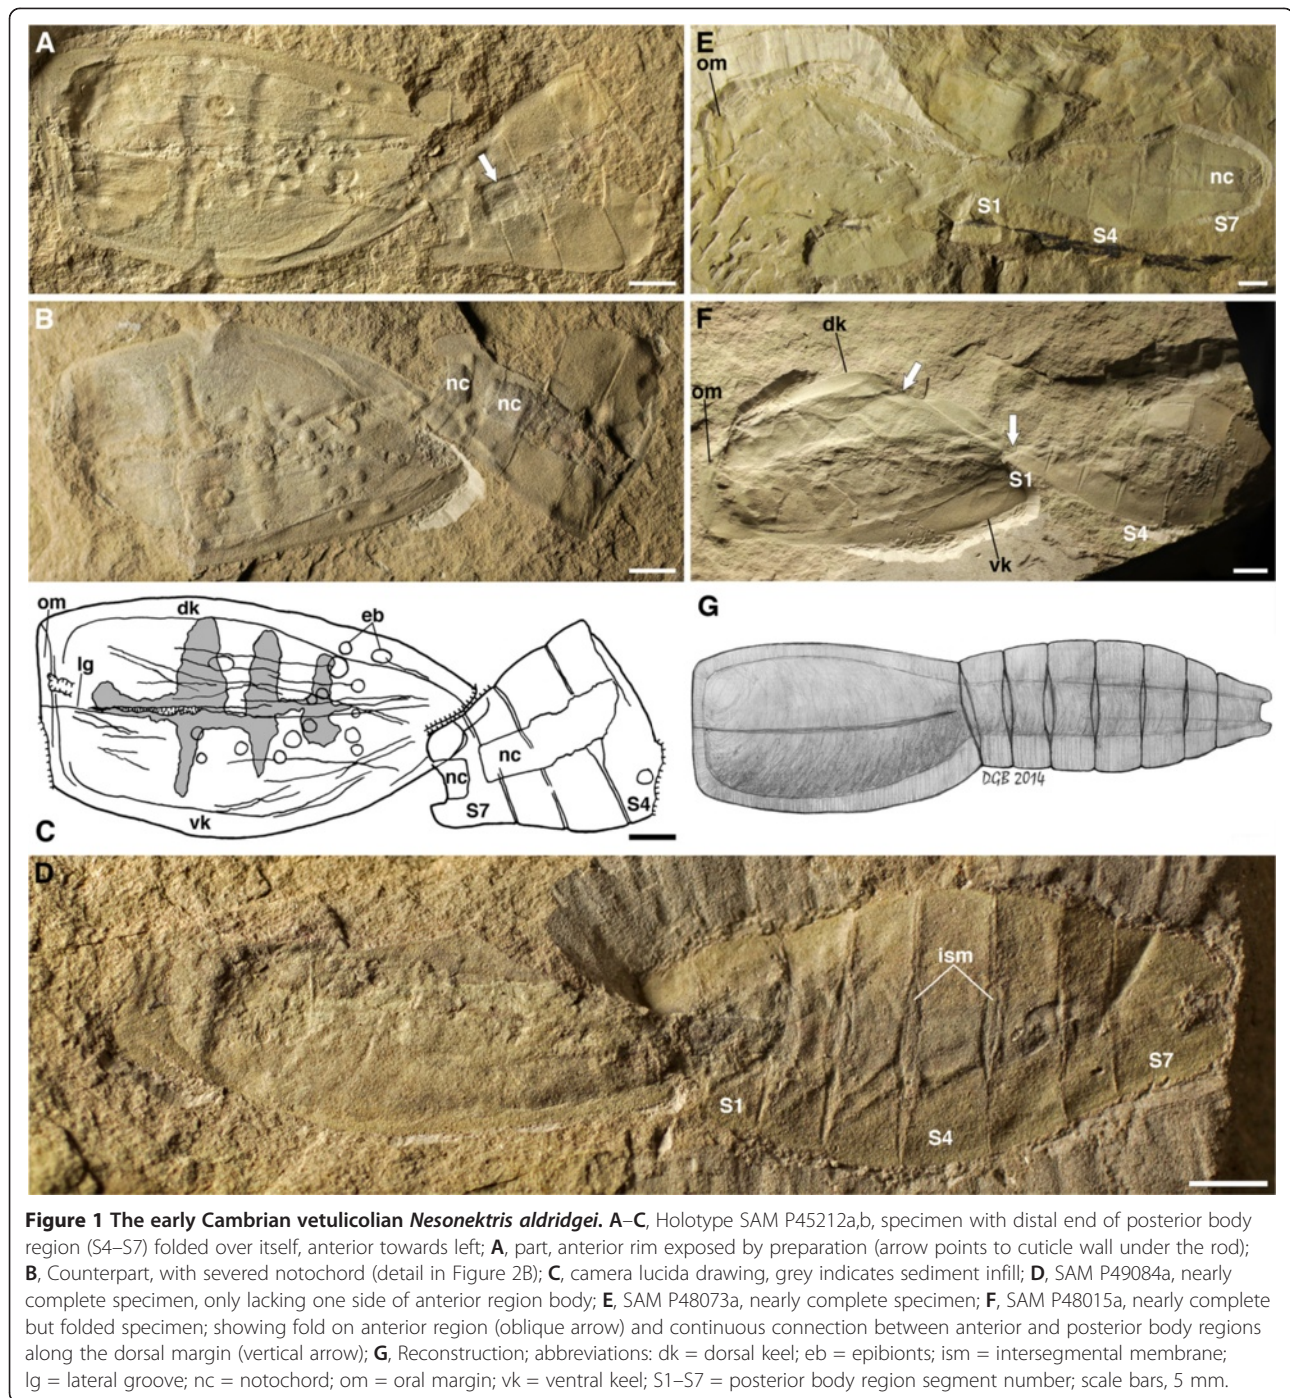 A
E
om
nc
S1
S4
S7
B
nc
nc
F
dk
om
S1
S4
vk
om
dk
eb
lg
nc
nc
S7
S4
vk
C
G
DGB 2014
D
ism
S1
S4
S7
Figure 1 The early Cambrian vetulicolian Nesonektris aldridgei. A–C, Holotype SAM P45212a,b, specimen with distal end of posterior body
region (S4–S7) folded over itself, anterior towards left; A, part, anterior rim exposed by preparation (arrow points to cuticle wall under the rod);
B, Counterpart, with severed notochord (detail in Figure 2B); C, camera lucida drawing, grey indicates sediment infill; D, SAM P49084a, nearly
complete specimen, only lacking one side of anterior region body; E, SAM P48073a, nearly complete specimen; F, SAM P48015a, nearly complete
but folded specimen; showing fold on anterior region (oblique arrow) and continuous connection between anterior and posterior body regions
along the dorsal margin (vertical arrow); G, Reconstruction; abbreviations: dk = dorsal keel; eb = epibionts; ism = intersegmental membrane;
lg = lateral groove; nc = notochord; om = oral margin; vk = ventral keel; S1–S7 = posterior body region segment number; scale bars, 5 mm.